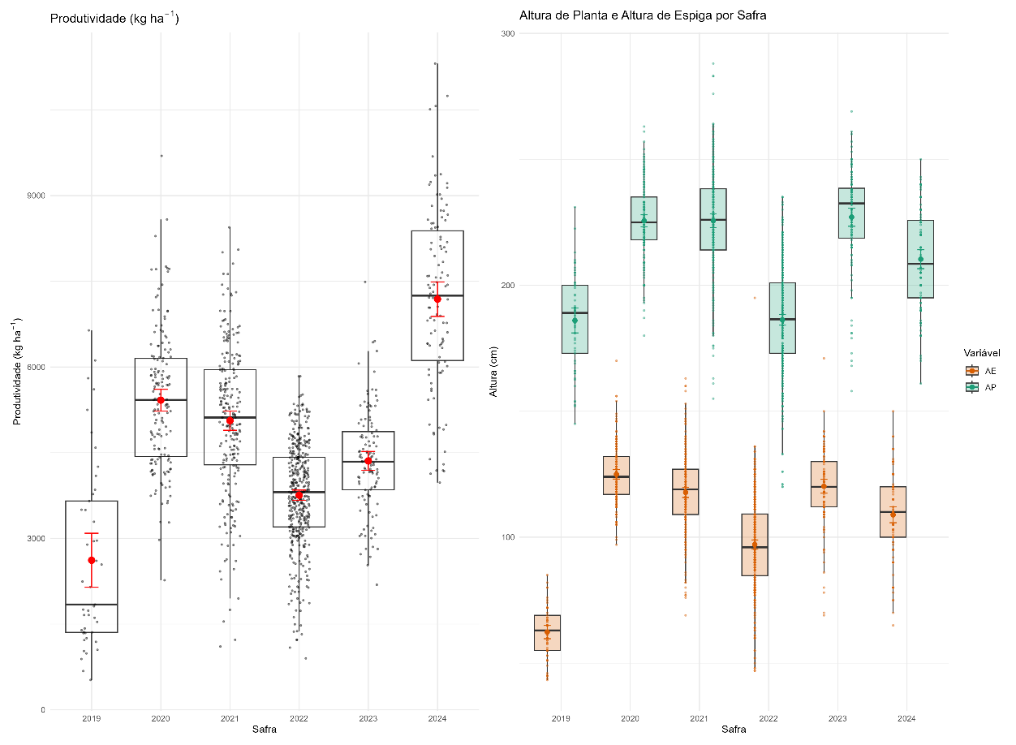 Produtividade (kg ha⁻¹)
Produtividade (kg ha⁻¹)
9000
6000
3000
0
2019 2020 2021 2022 2023 2024
Safra
Altura de Planta e Altura de Espiga por Safra
Altura (cm)
300
200
100
2019 2020 2021 2022 2023 2024
Safra
Variável
AE
AP